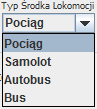 Typ Środka Lokomocji
Pociąg
Pociąg
Samolot
Autobus
Bus